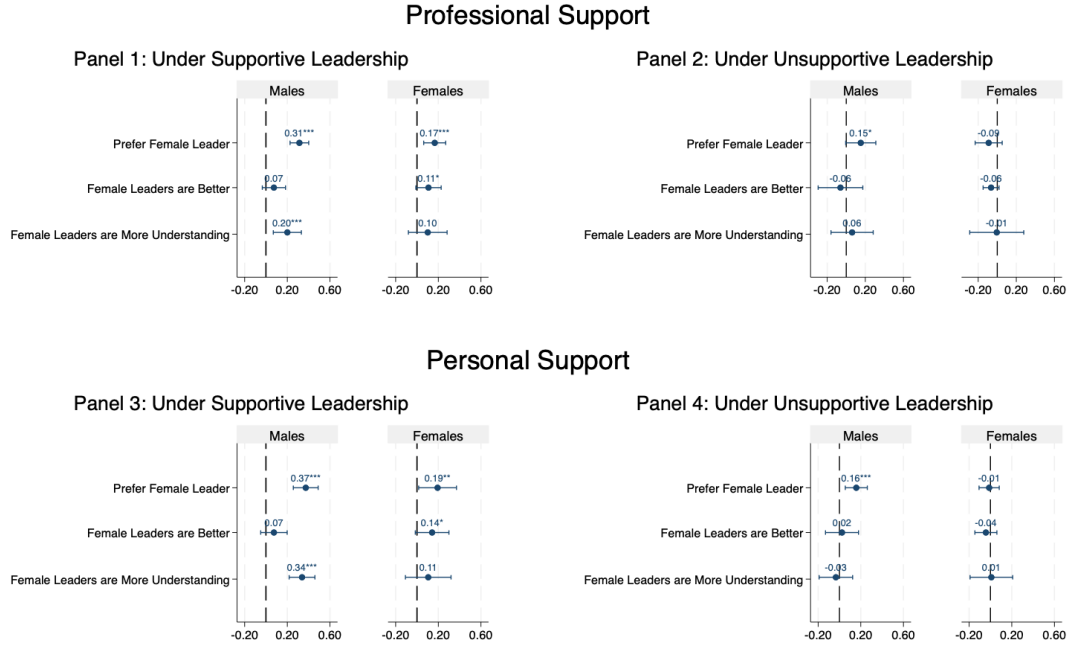 Professional Support
Panel 1: Under Supportive Leadership
Males
Females
Prefer Female Leader
0.31***
0.17***
Female Leaders are Better
0.07
0.11*
Female Leaders are More Understanding
0.20***
0.10
-0.20 0.20 0.60
-0.20 0.20 0.60
Panel 2: Under Unsupportive Leadership
Males
Females
Prefer Female Leader
0.15*
-0.09
Female Leaders are Better
-0.06
-0.06
Female Leaders are More Understanding
0.06
-0.01
-0.20 0.20 0.60
-0.20 0.20 0.60
Personal Support
Panel 3: Under Supportive Leadership
Males
Females
Prefer Female Leader
0.37***
0.19**
Female Leaders are Better
0.07
0.14*
Female Leaders are More Understanding
0.34***
0.11
-0.20 0.20 0.60
-0.20 0.20 0.60
Panel 4: Under Unsupportive Leadership
Males
Females
Prefer Female Leader
0.16***
-0.01
Female Leaders are Better
0.02
-0.04
Female Leaders are More Understanding
-0.03
0.01
-0.20 0.20 0.60
-0.20 0.20 0.60